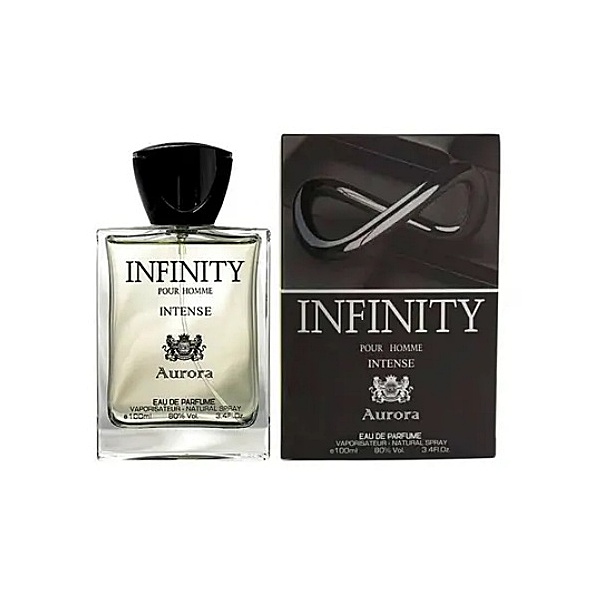 INFINITY
POUR HOMME
INTENSE
Aurora
EAU DE PARFUME
VAPORISATEUR - NATURAL SPRAY
e100ml 80% Vol. 3.4Fl.Oz
INFINITY
POUR HOMME
INTENSE
Aurora
EAU DE PARFUME
VAPORISATEUR - NATURAL SPRAY
e100ml 80% Vol. 3.4Fl.Oz